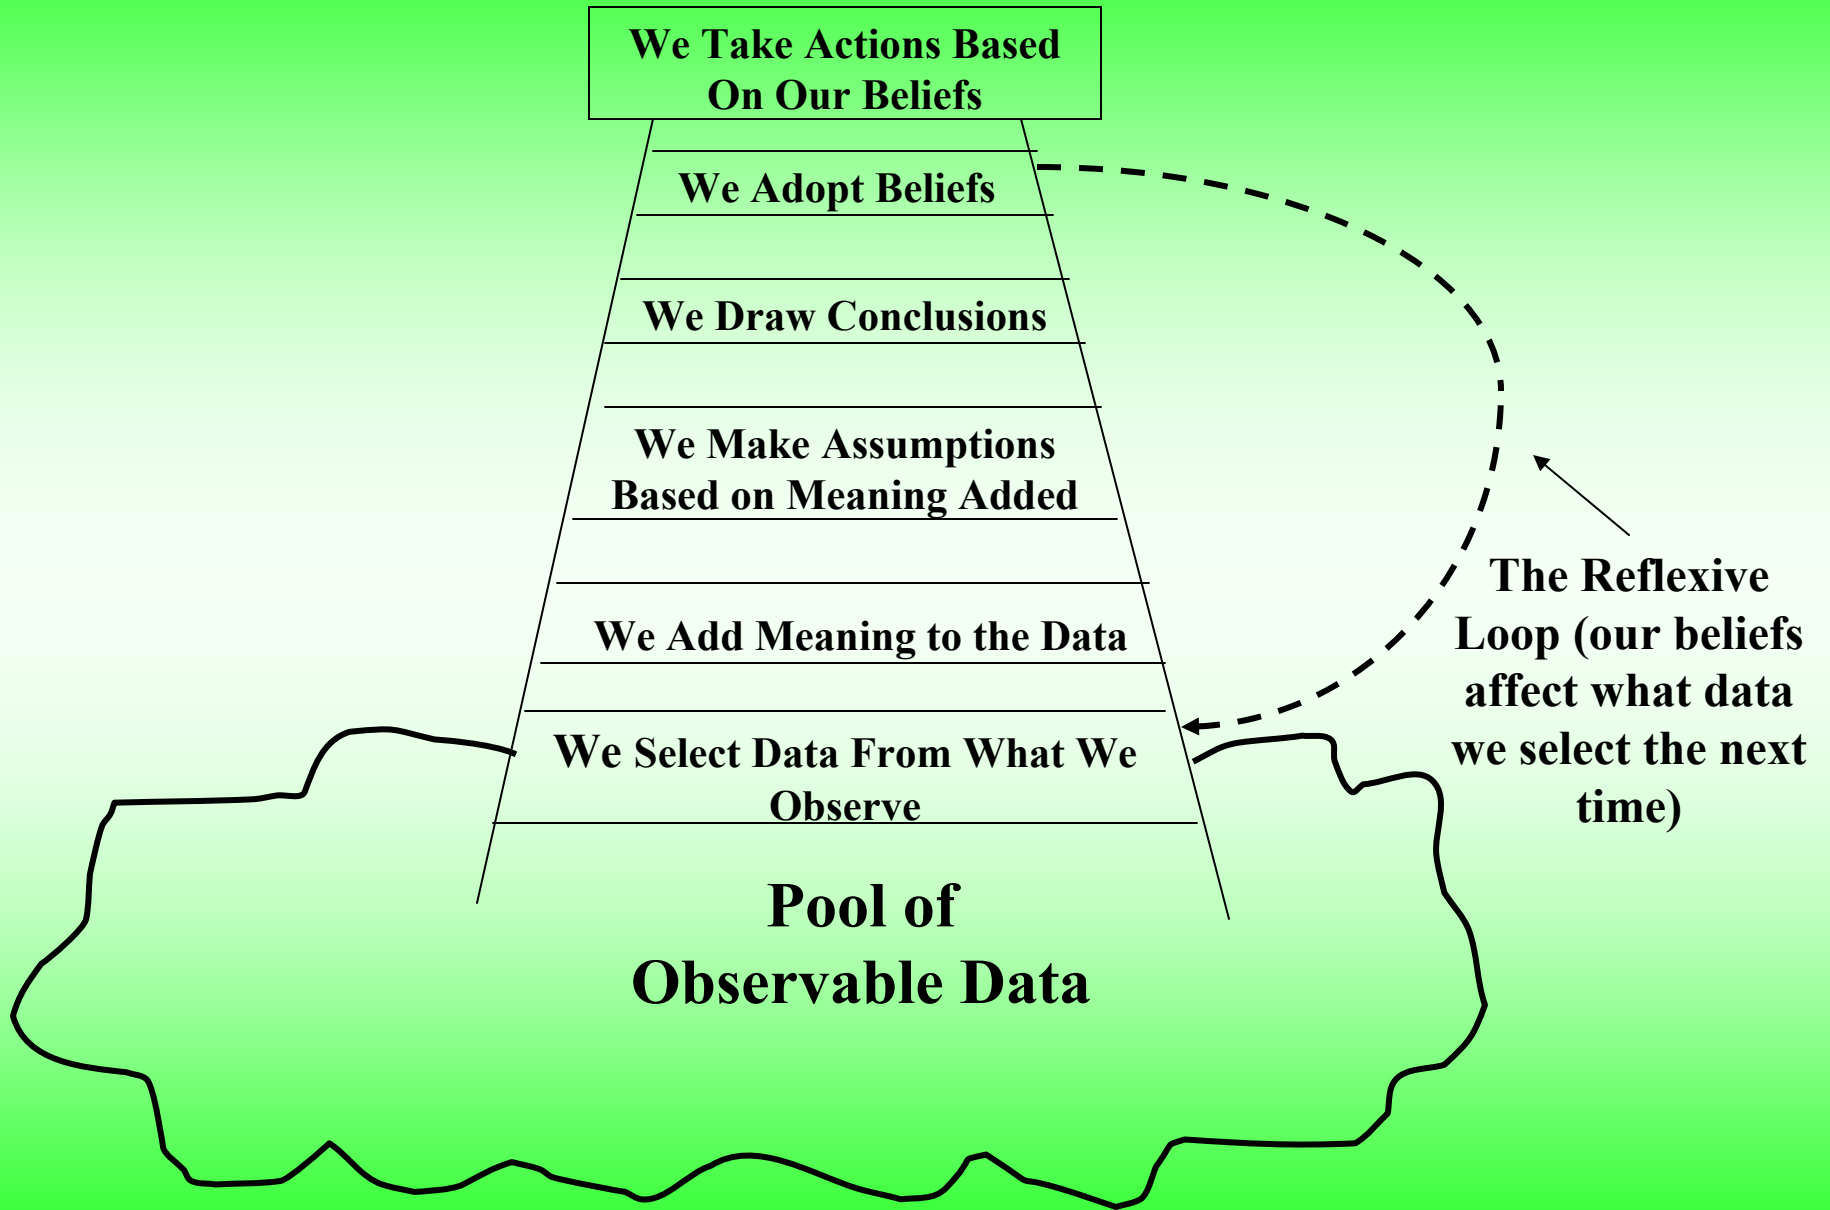 We Take Actions Based
On Our Beliefs
We Adopt Beliefs
We Draw Conclusions
We Make Assumptions
Based on Meaning Added
We Add Meaning to the Data
We Select Data From What We
Observe
Pool of
Observable Data
The Reflexive
Loop (our beliefs
affect what data
we select the next
time)